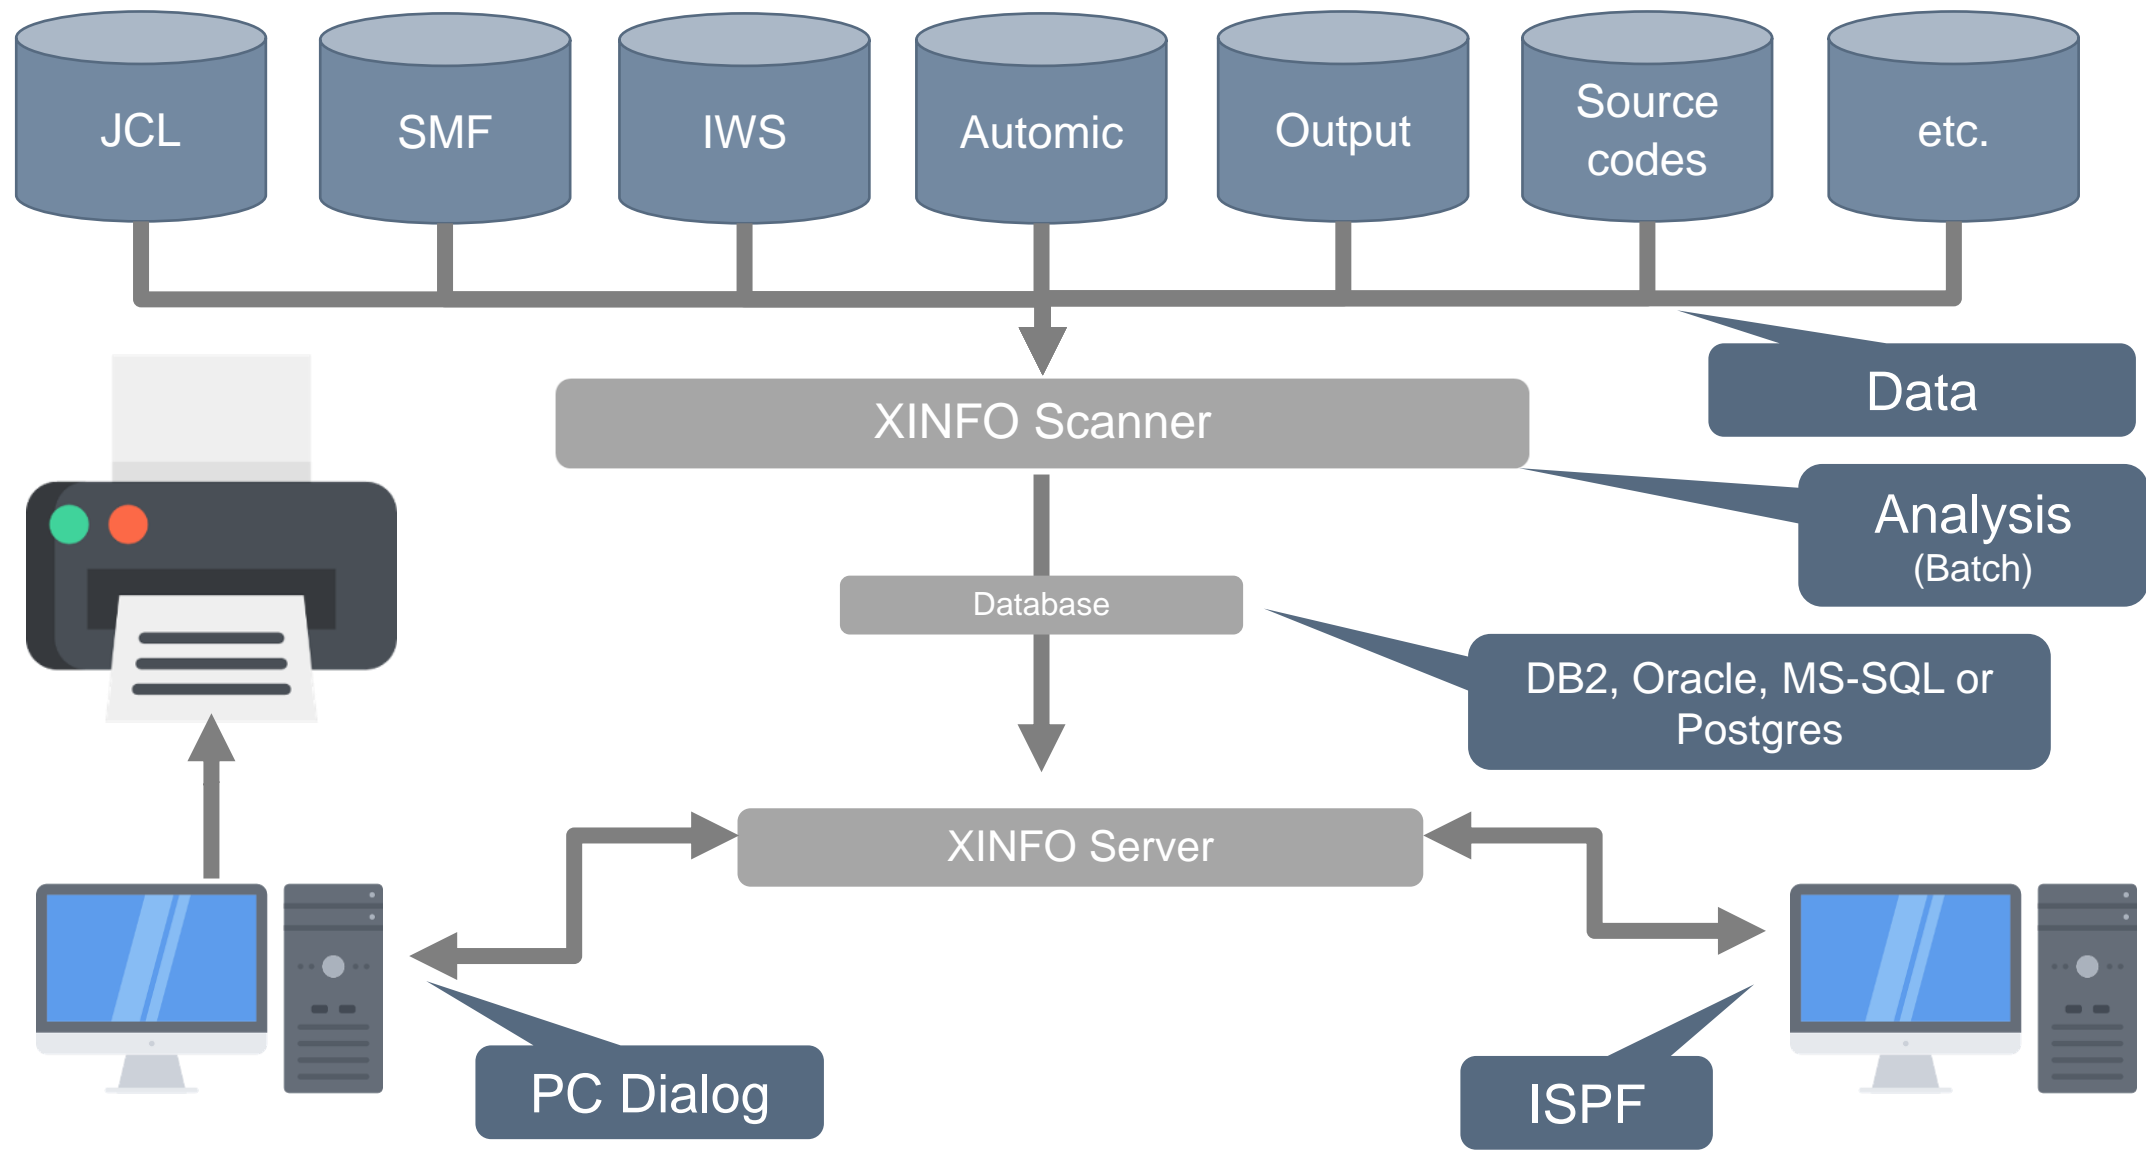 JCL
SMF
IWS
Automic
Output
Source
codes
etc.
Data
XINFO Scanner
Analysis
(Batch)
Database
DB2, Oracle, MS-SQL or
Postgres
XINFO Server
PC Dialog
ISPF